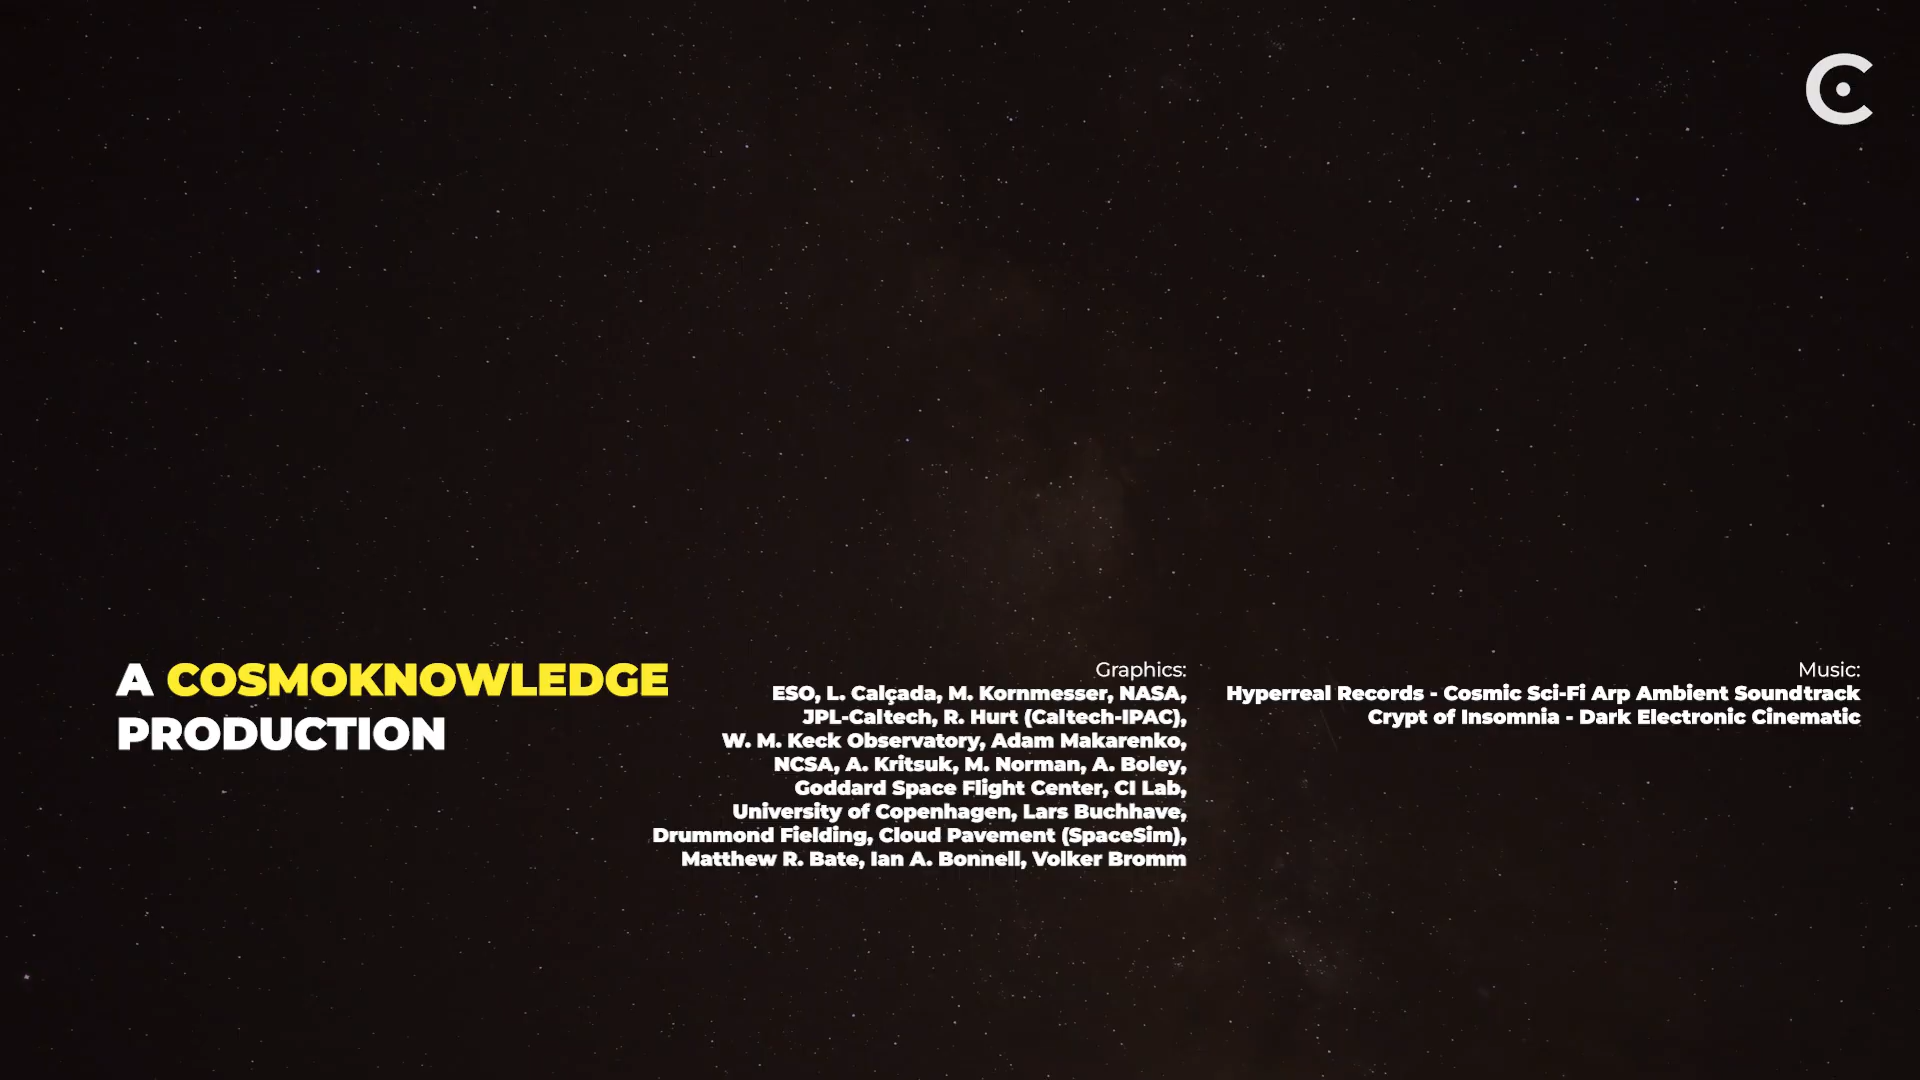 A COSMOKNOWLEDGE
PRODUCTION
Graphics:
ESO, L. Calçada, M. Kornmesser, NASA,
JPL-Caltech, R. Hurt (Caltech-IPAC),
W. M. Keck Observatory, Adam Makarenko,
NCSA, A. Kritsuk, M. Norman, A. Boley,
Goddard Space Flight Center, CI Lab,
University of Copenhagen, Lars Buchhave,
Drummond Fielding, Cloud Pavement (SpaceSim),
Matthew R. Bate, Ian A. Bonnell, Volker Bromm
Music:
Hyperreal Records - Cosmic Sci-Fi Arp Ambient Soundtrack
Crypt of Insomnia - Dark Electronic Cinematic